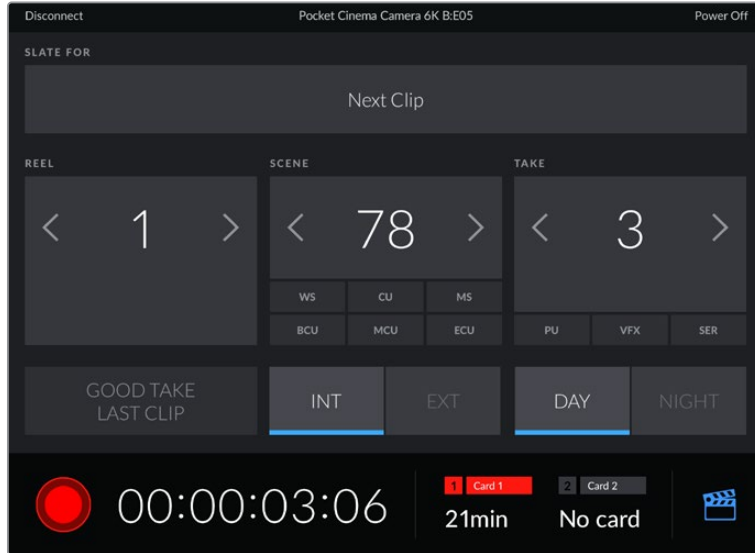 Disconnect Pocket Cinema Camera 6K B:E05 Power Off
SLATE FOR
Next Clip
REEL SCENE TAKE
1 78 3
WS CU MS
BCU MCU ECU PU VFX SER
GOOD TAKE
LAST CLIP
INT EXT DAY NIGHT
1 Card 1 2 Card 2
00:00:03:06 21min No card